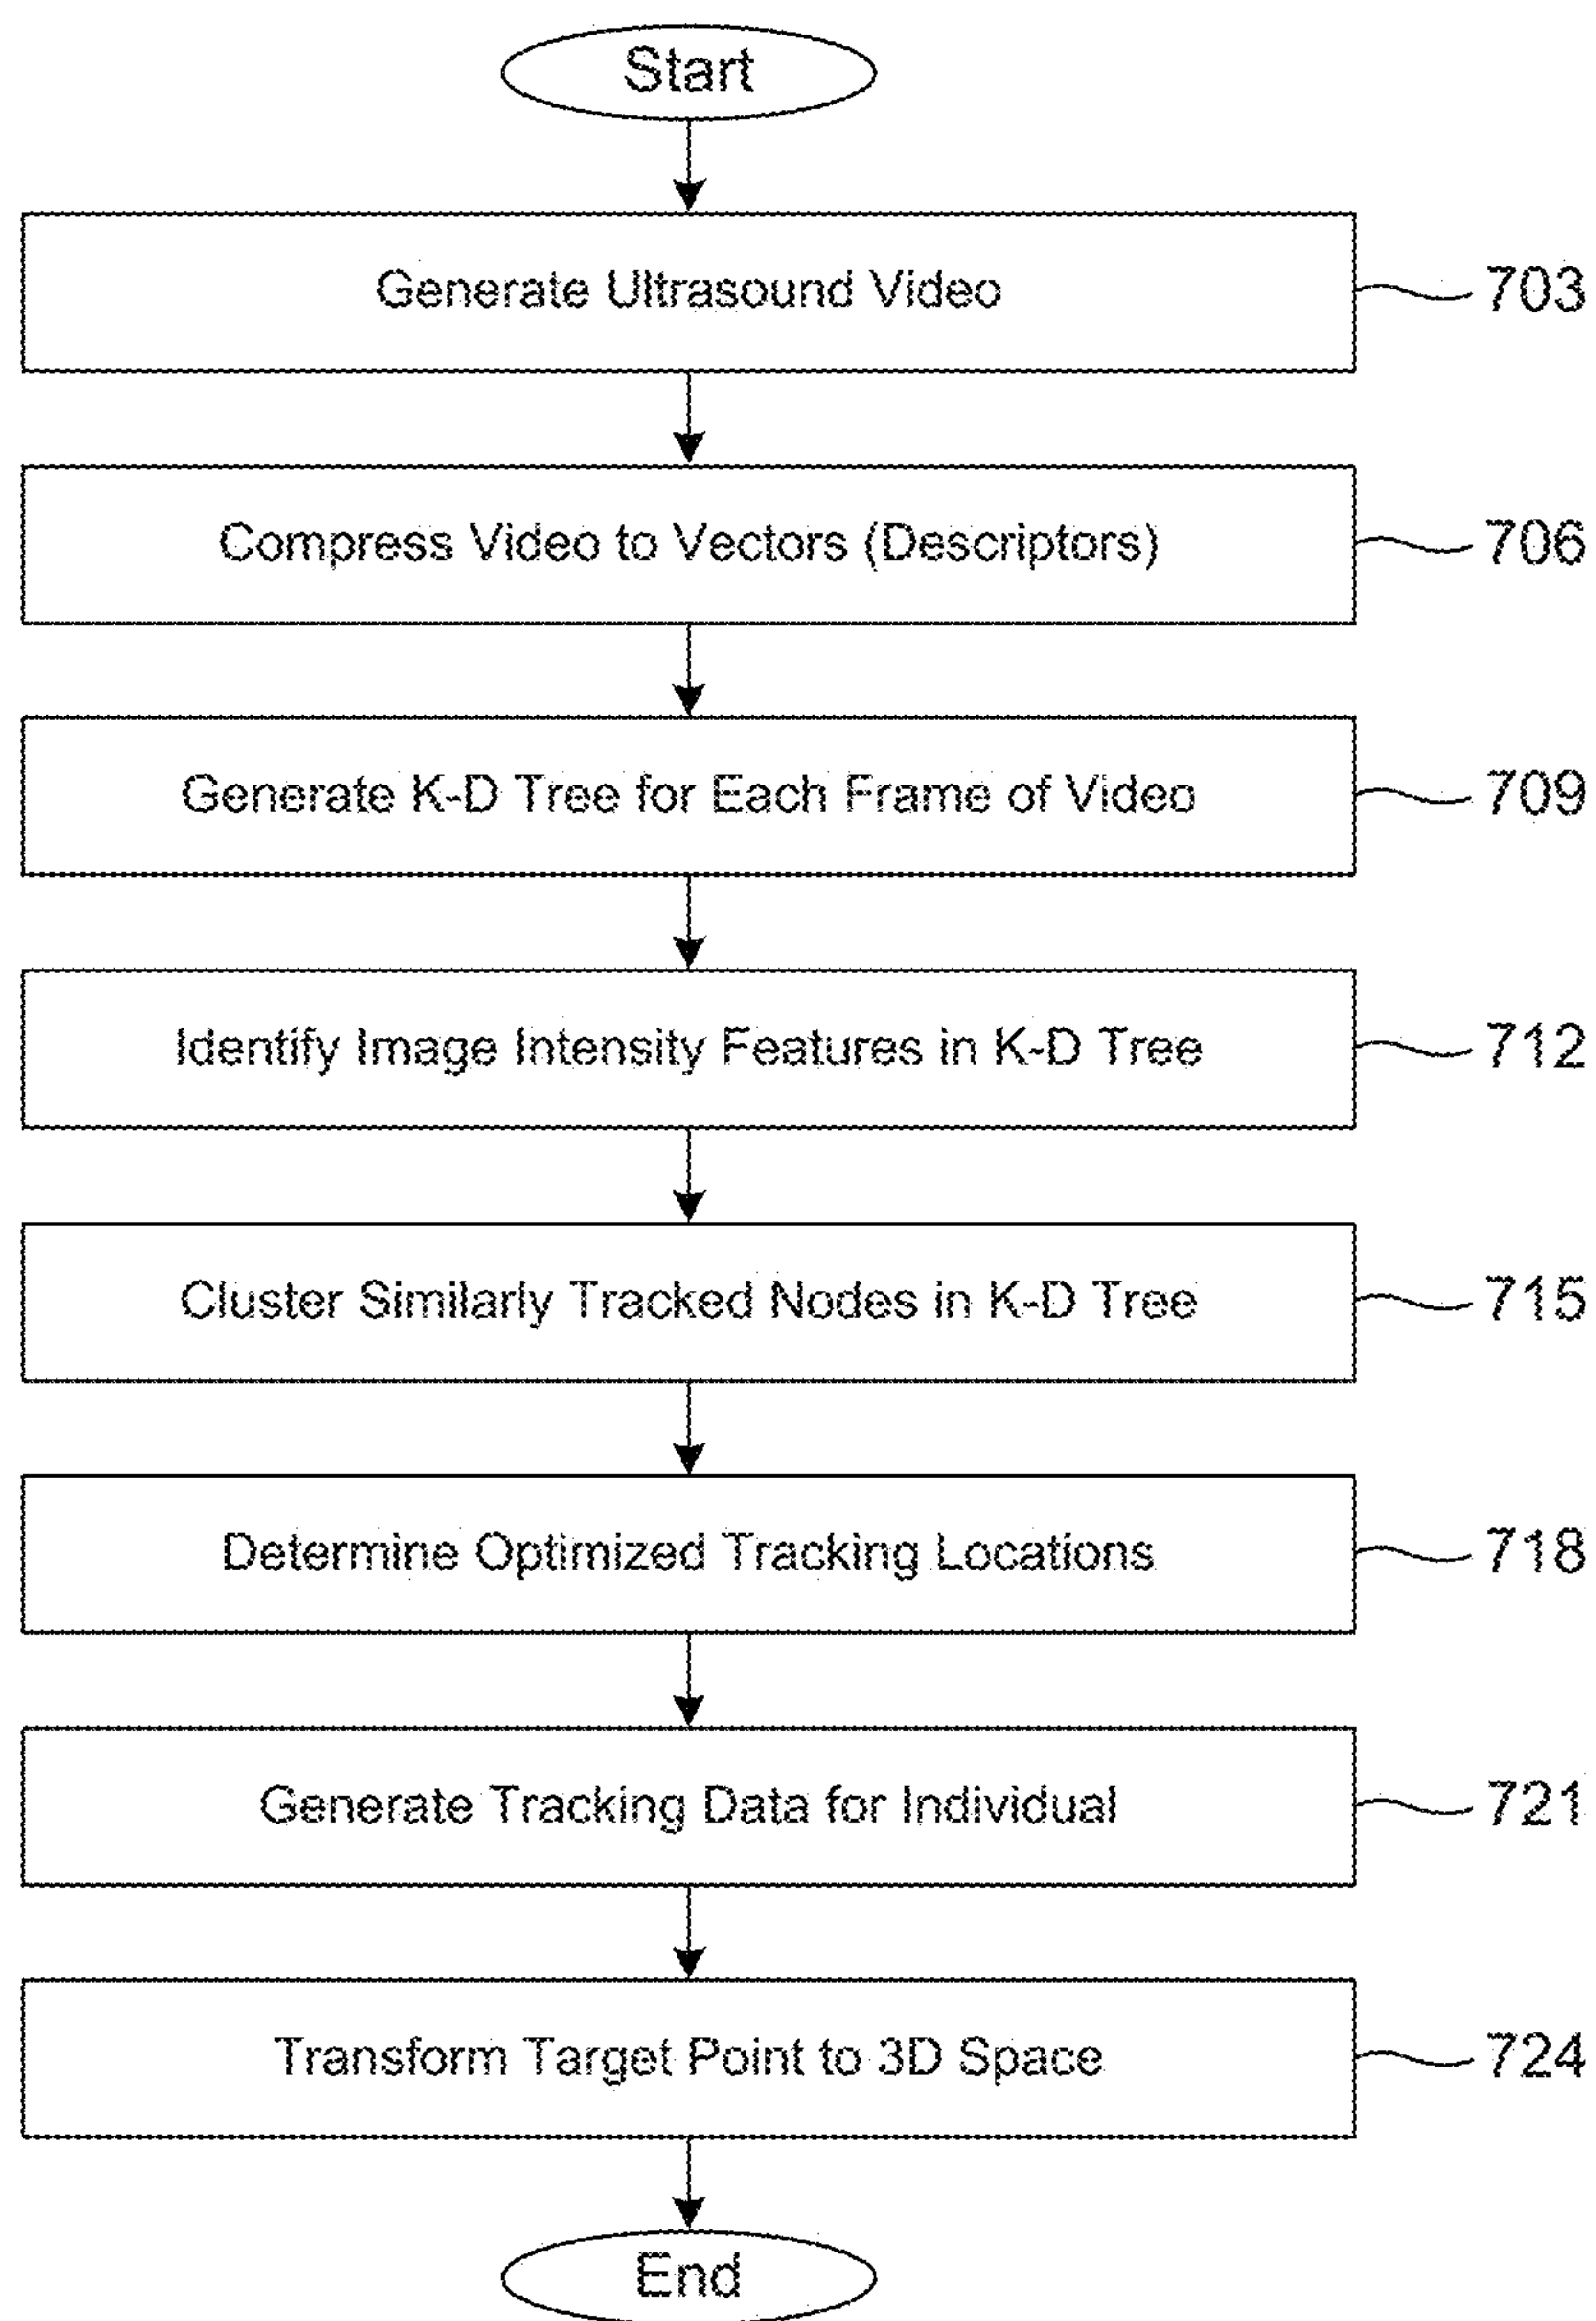 Start
Generate Ultrasound Video
703
Compress Video to Vectors (Descriptors)
706
Generate K-D Tree for Each Frame of Video
709
Identify Image Intensity Features in K-D Tree
712
Cluster Similarly Tracked Nodes in K-D Tree
715
Determine Optimized Tracking Locations
718
Generate Tracking Data for Individual
721
Transform Target Point to 3D Space
724
End